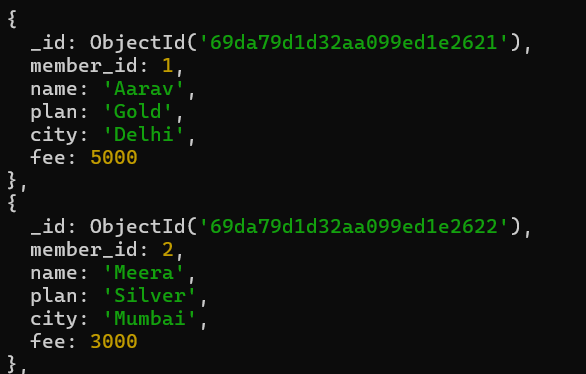 {
  _id: ObjectId('69da79d1d32aa099ed1e2621'),
  member_id: 1,
  name: 'Aarav',
  plan: 'Gold',
  city: 'Delhi',
  fee: 5000
},
{
  _id: ObjectId('69da79d1d32aa099ed1e2622'),
  member_id: 2,
  name: 'Meera',
  plan: 'Silver',
  city: 'Mumbai',
  fee: 3000
},